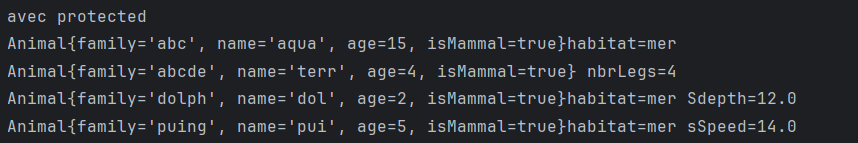 avec protected
Animal{family='abc', name='aqua', age=15, isMammal=true}habitat=mer
Animal{family='abcde', name='terr', age=4, isMammal=true} nbrLegs=4
Animal{family='dolph', name='dol', age=2, isMammal=true}habitat=mer Sdepth=12.0
Animal{family='puing', name='pui', age=5, isMammal=true}habitat=mer sSpeed=14.0